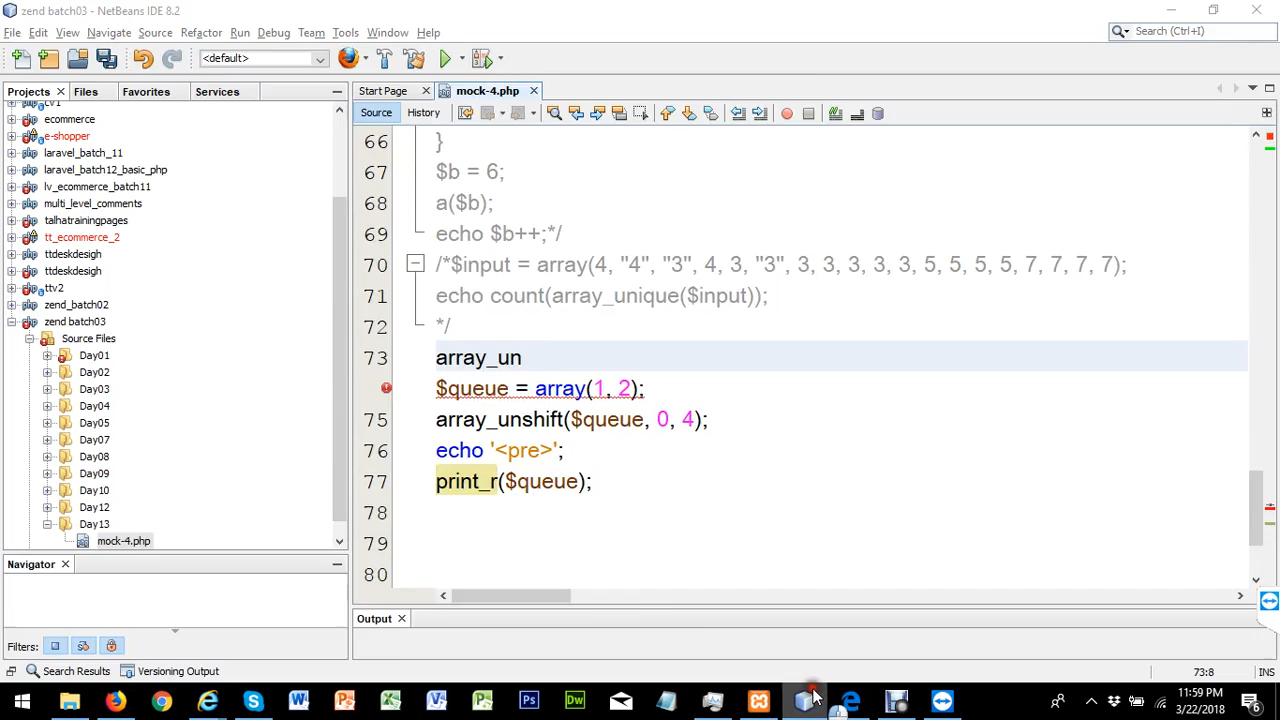 zend batch03 - NetBeans IDE 8.2
File Edit View Navigate Source Refactor Run Debug Team Tools Window Help
Search (Ctrl+I)
<default>
Projects Files Favorites Services
Start Page mock-4.php
Source History
cv1
ecommerce
e-shopper
laravel_batch_11
laravel_batch12_basic_php
lv_ecommerce_batch11
multi_level_comments
talhatrainingpages
tt_ecommerce_2
ttdeskdesigh
ttdeskdesigh
ttv2
zend_batch02
zend batch03
Source Files
Day01
Day02
Day03
Day04
Day05
Day06
Day07
Day08
Day09
Day10
Day12
Day13
mock-4.php
66 }
67 $b = 6;
68 a($b);
69 echo $b++;*/
70 /*$input = array(4, "4", "3", 4, 3, "3", 3, 3, 3, 3, 3, 5, 5, 5, 5, 7, 7, 7, 7);
71 echo count(array_unique($input));
72 */
73 array_un
$queue = array(1, 2);
75 array_unshift($queue, 0, 4);
76 echo '<pre>';
77 print_r($queue);
78
79
80
Navigator
Filters:
Output
Search Results Versioning Output
73:8 INS
11:59 PM
3/22/2018
6